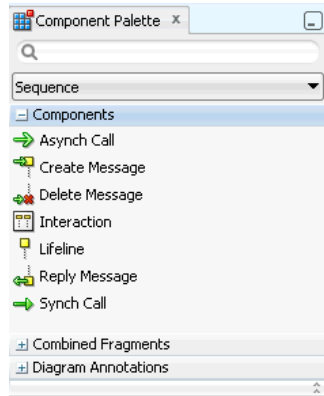 Component Palette
Sequence
Components
Asynch Call
Create Message
Delete Message
Interaction
Lifeline
Reply Message
Synch Call
Combined Fragments
Diagram Annotations